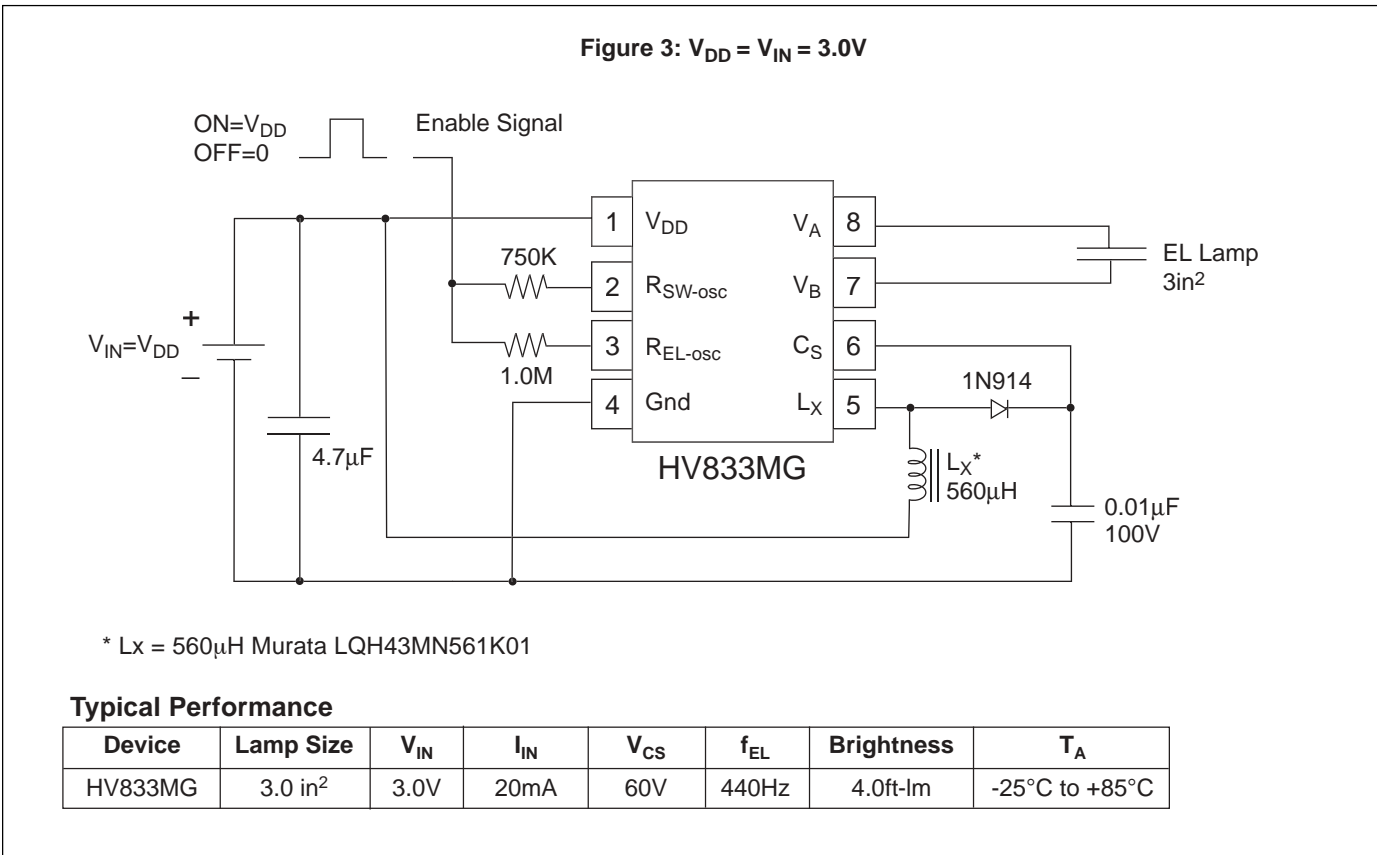 Figure 3: VDD = VIN = 3.0V
ON=VDD
OFF=0
Enable Signal
1 VDD
VA 8
750K
2 RSW-osc
VB 7
EL Lamp
3in2
+
VIN=VDD
–
3 REL-osc
CS 6
1.0M
1N914
4 Gnd
LX 5
4.7μF
HV833MG
LX*
560μH
0.01μF
100V
* Lx = 560μH Murata LQH43MN561K01
Typical Performance
Device Lamp Size VIN IIN VCS fEL Brightness TA
HV833MG 3.0 in2 3.0V 20mA 60V 440Hz 4.0ft-lm -25°C to +85°C